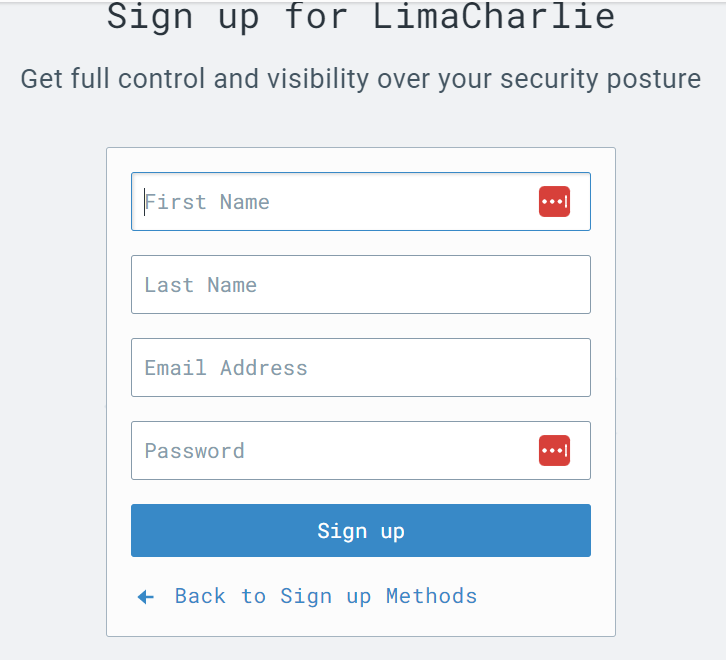 Sign up for LimaCharlie
Get full control and visibility over your security posture
First Name
Last Name
Email Address
Password
Sign up
Back to Sign up Methods